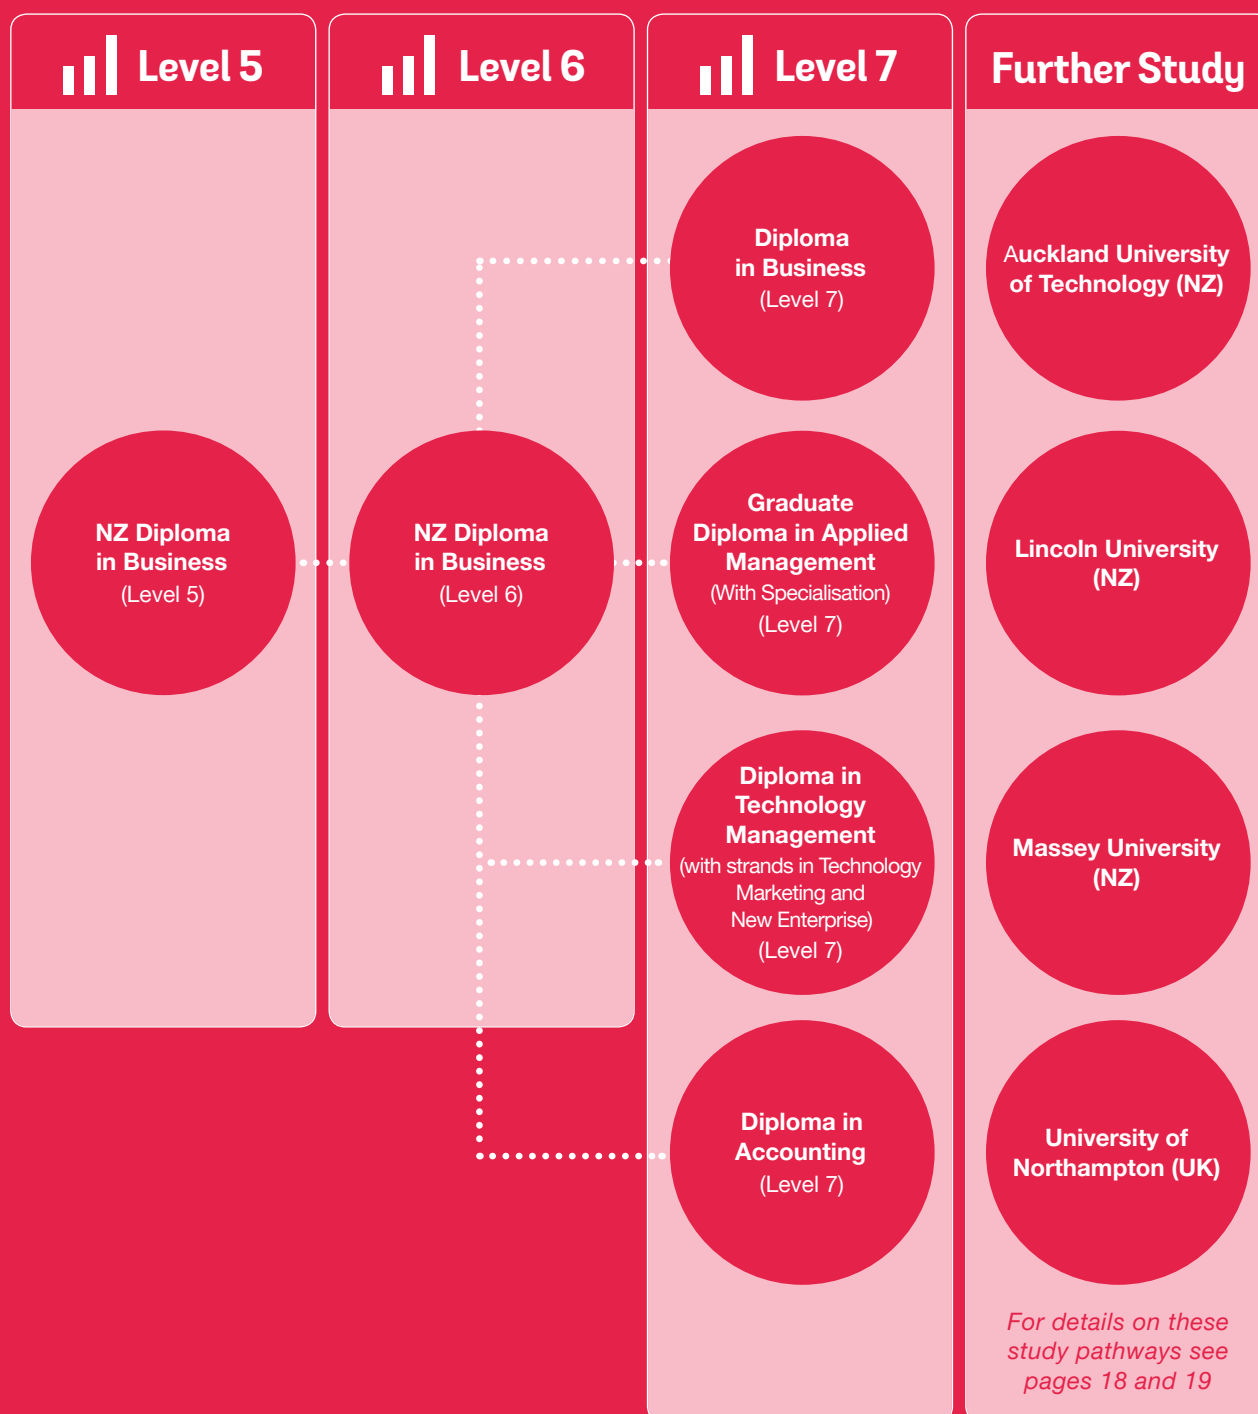 Level 5
Level 6
Level 7
Further Study
NZ Diploma
in Business
(Level 5)
NZ Diploma
in Business
(Level 6)
Diploma
in Business
(Level 7)
Graduate
Diploma in Applied
Management
(With Specialisation)
(Level 7)
Diploma in
Technology
Management
(with strands in Technology
Marketing and
New Enterprise)
(Level 7)
Diploma in
Accounting
(Level 7)
Auckland University
of Technology (NZ)
Lincoln University
(NZ)
Massey University
(NZ)
University of
Northampton (UK)
For details on these
study pathways see
pages 18 and 19